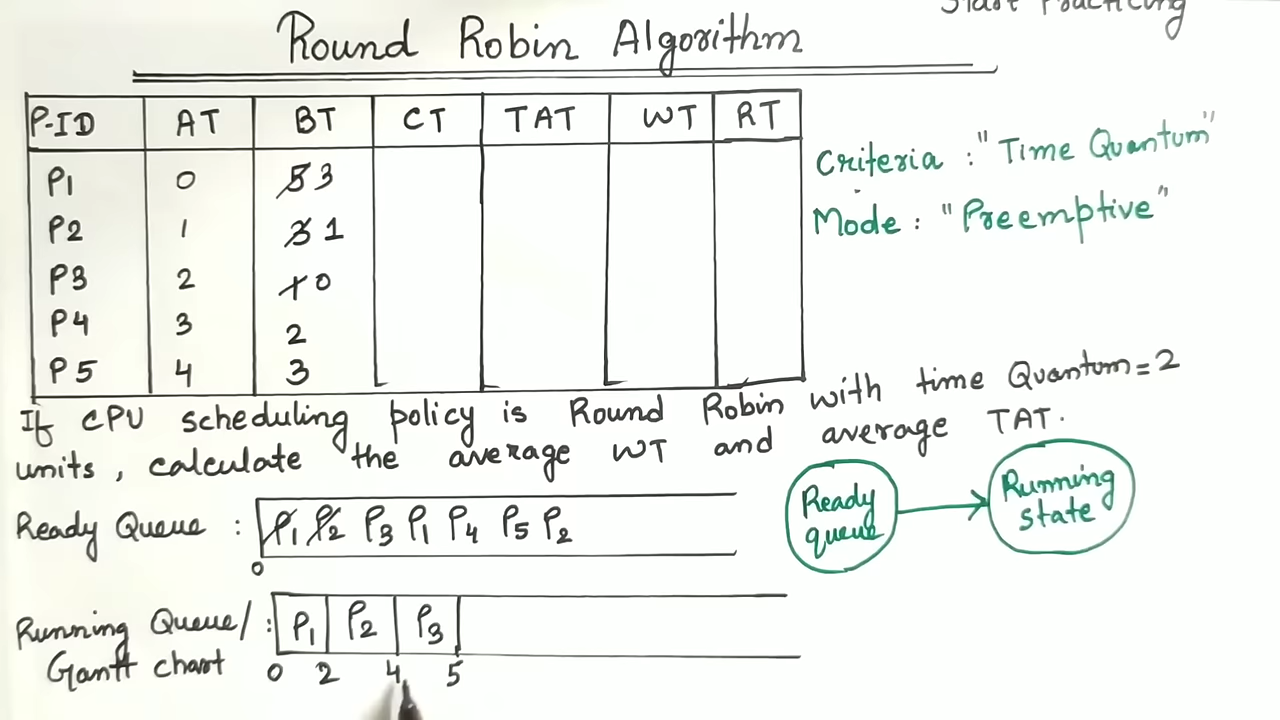 Start Practicing
Round Robin Algorithm
P-ID AT BT CT TAT WT RT
P1 0 5 3
P2 1 3 1
P3 2 1 0
P4 3 2
P5 4 3
Criteria : "Time Quantum"
Mode : "Preemptive"
If CPU scheduling policy is Round Robin with time Quantum = 2
units, calculate the average WT and average TAT.
Ready Queue : P1 P2 P3 P1 P4 P5 P2
0
Ready queue → Running state
Running Queue/ : P1 P2 P3
Gantt chart 0 2 4 5